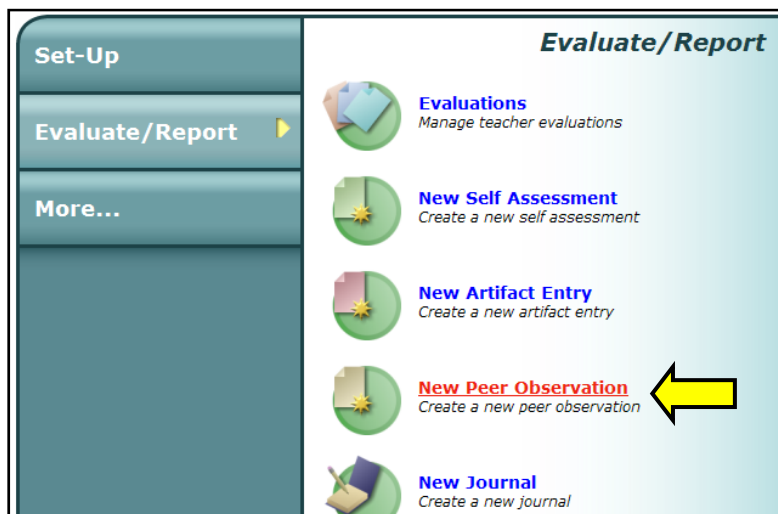 Set-Up
Evaluate/Report
More...
Evaluate/Report
Evaluations
Manage teacher evaluations
New Self Assessment
Create a new self assessment
New Artifact Entry
Create a new artifact entry
New Peer Observation
Create a new peer observation
New Journal
Create a new journal